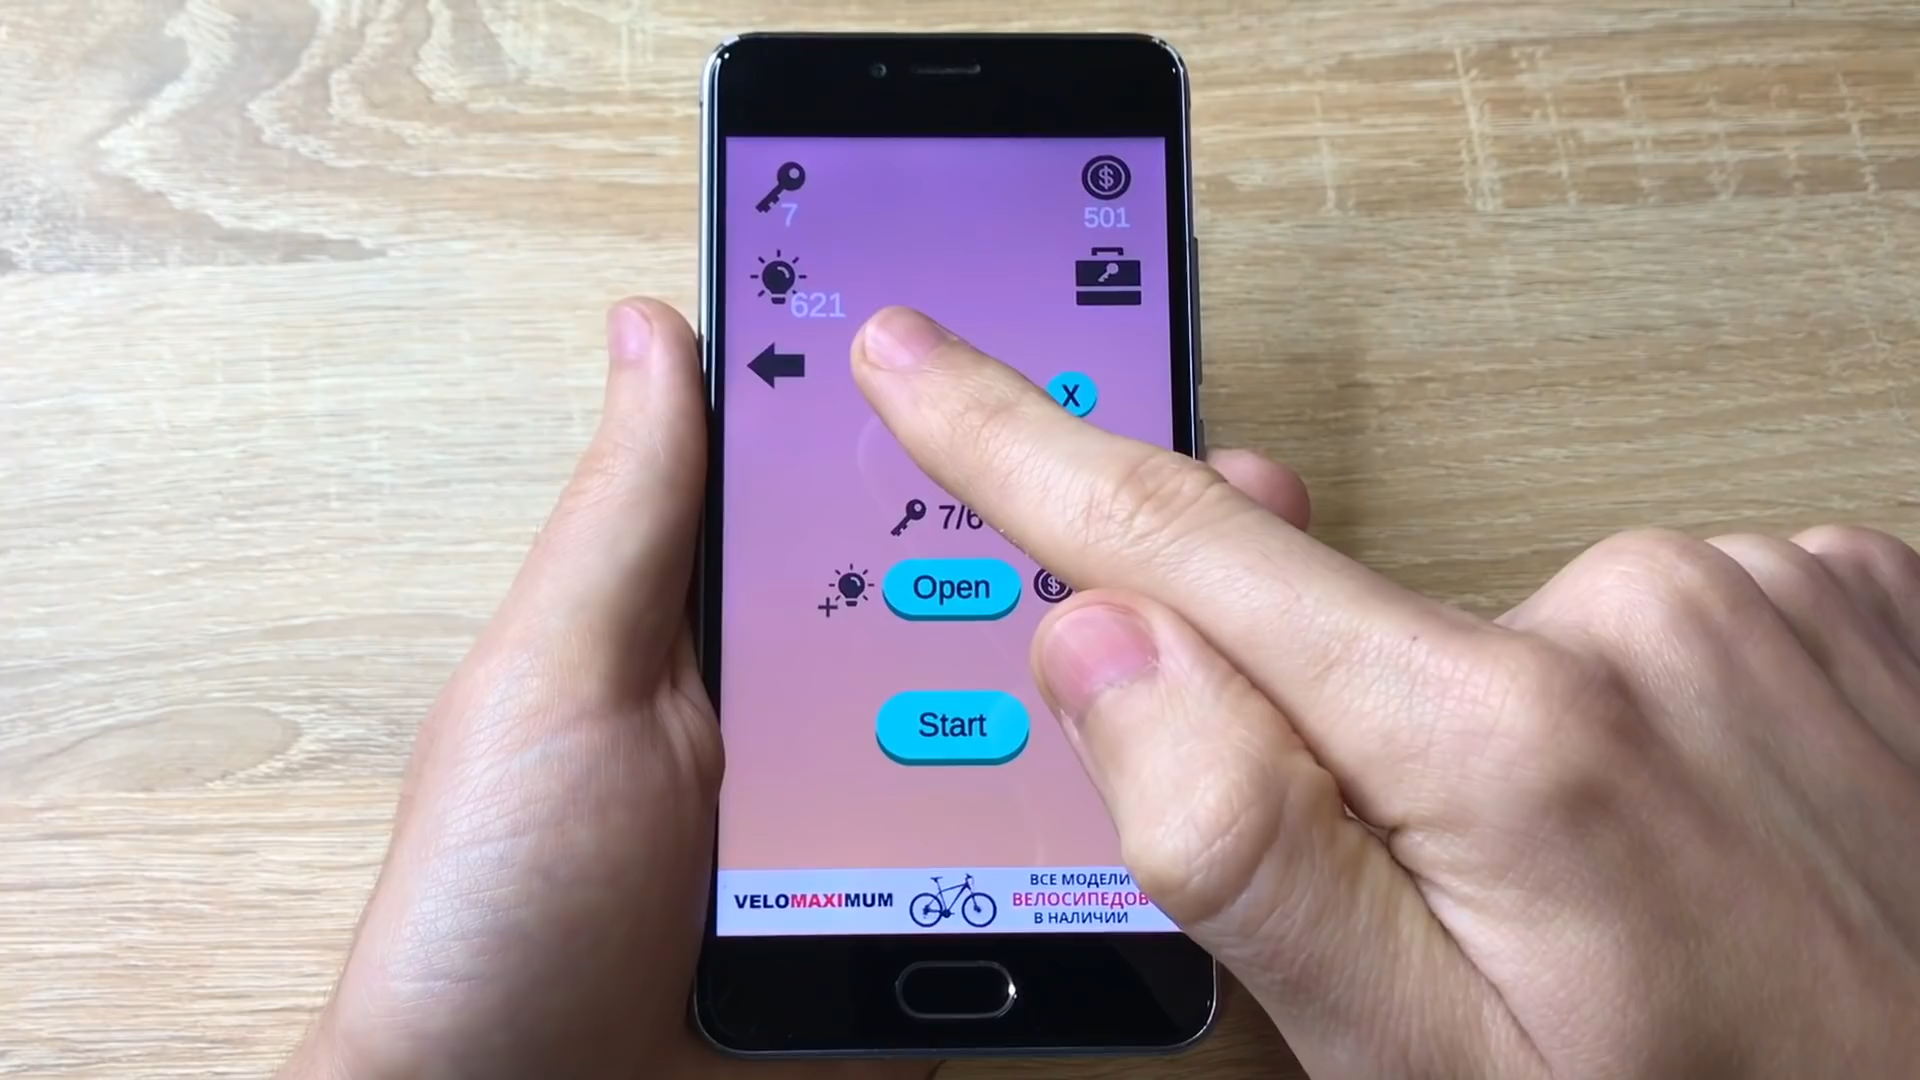 7
501
621
X
7/6
Open
Start
VELOMAXIMUM
ВСЕ МОДЕЛИ
ВЕЛОСИПЕДОВ
В НАЛИЧИИ